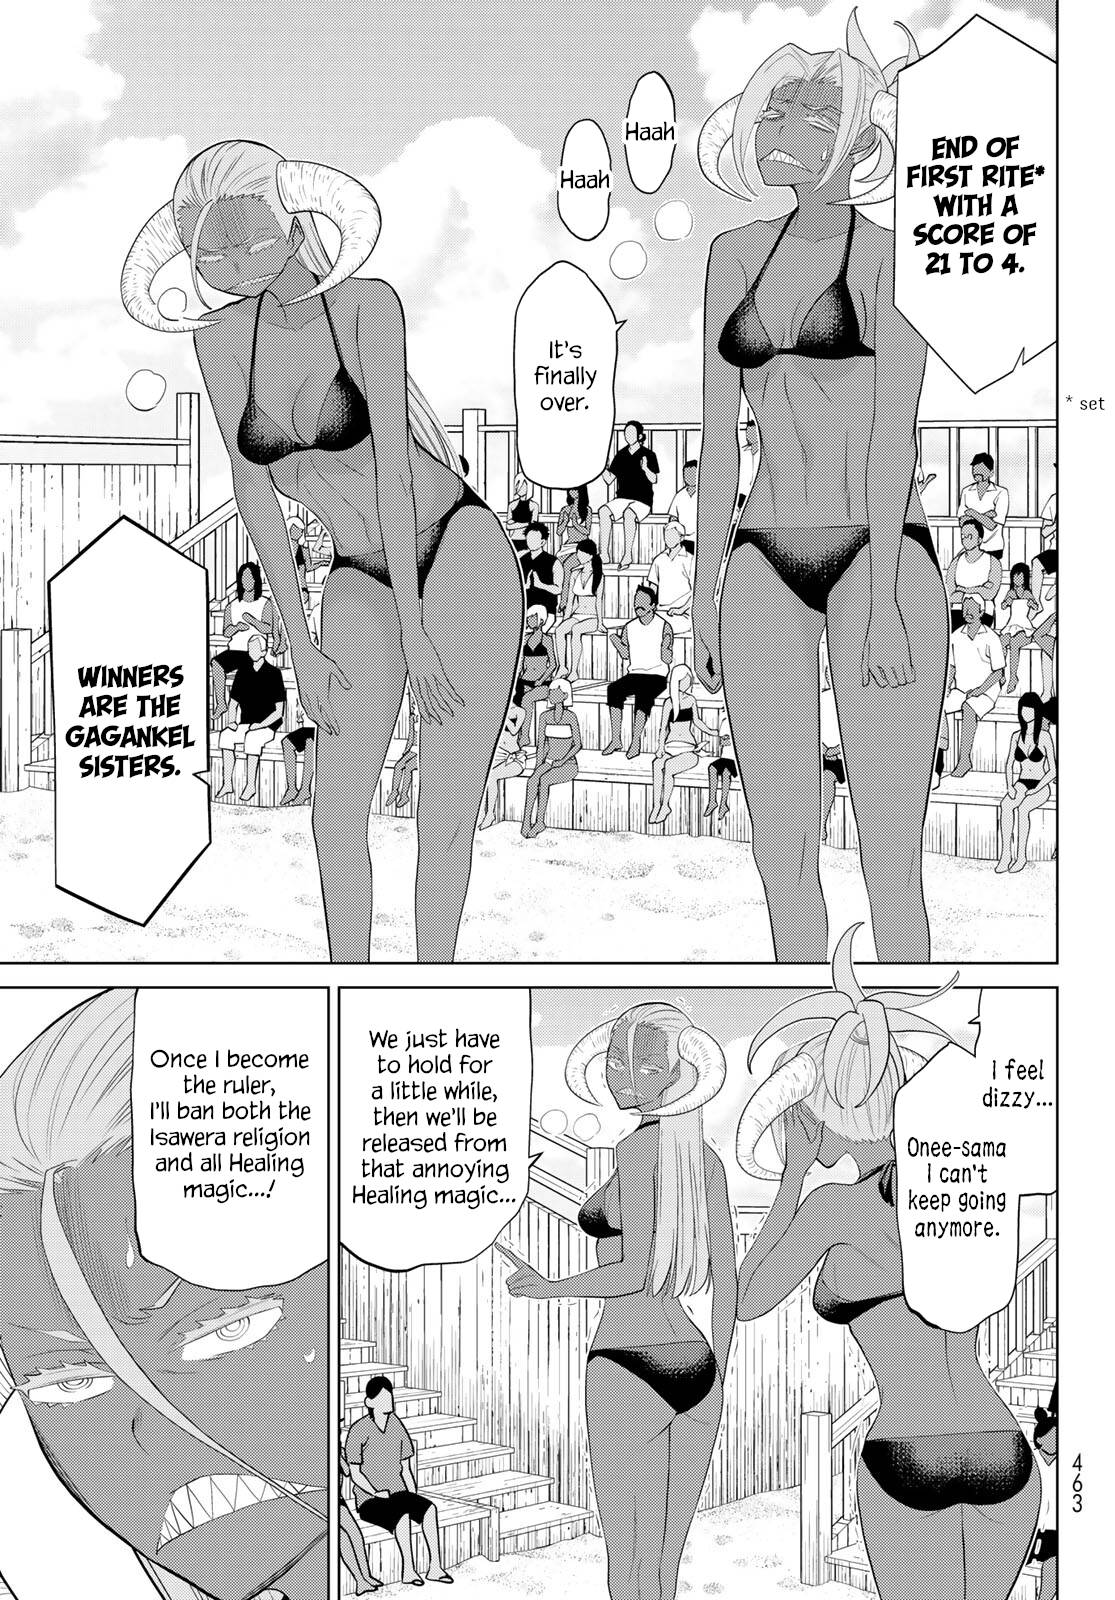 END OF
FIRST RITE*
WITH A
SCORE OF
21 TO 4.
* set
Haah
Haah
It's
finally
over.
WINNERS
ARE THE
GAGANKEL
SISTERS.
I feel
dizzy...
Onee-sama
I can't
keep going
anymore.
We just have
to hold for
a little while,
then we'll be
released from
that annoying
Healing magic...
Once I become
the ruler,
I'll ban both the
Isawera religion
and all Healing
magic...!
463